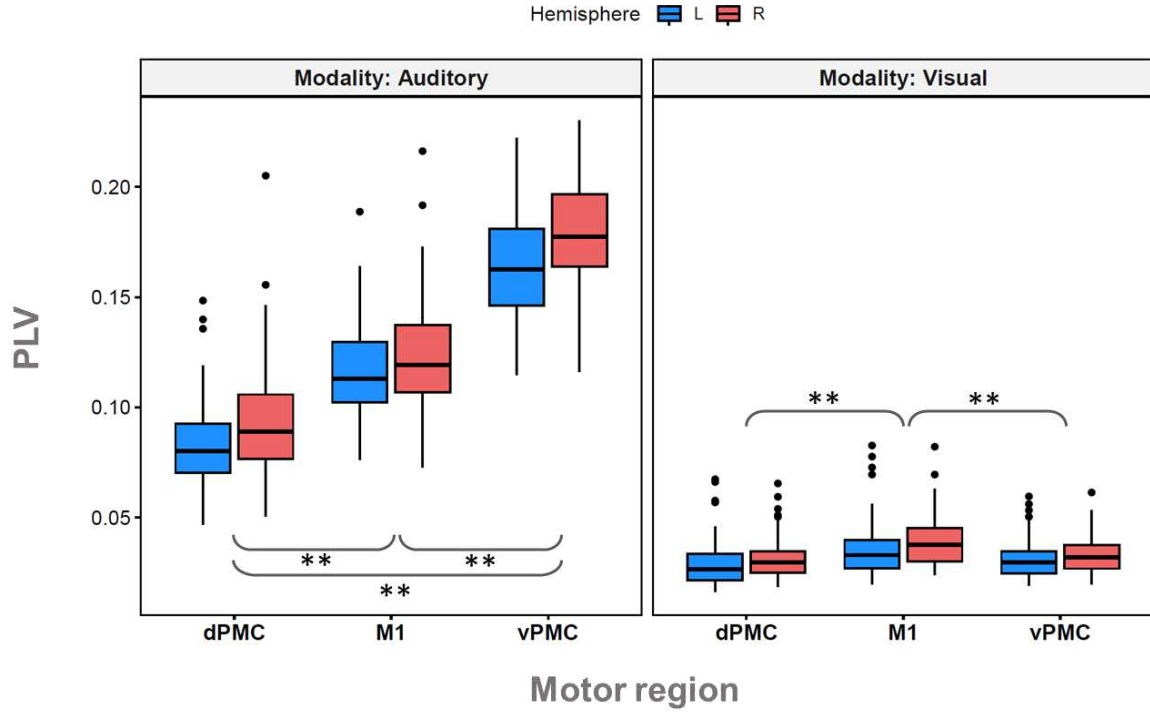 Hemisphere L R
Modality: Auditory Modality: Visual
0.20
0.15
0.10
0.05
PLV
** **
** **
**
dPMC M1 vPMC dPMC M1 vPMC
Motor region